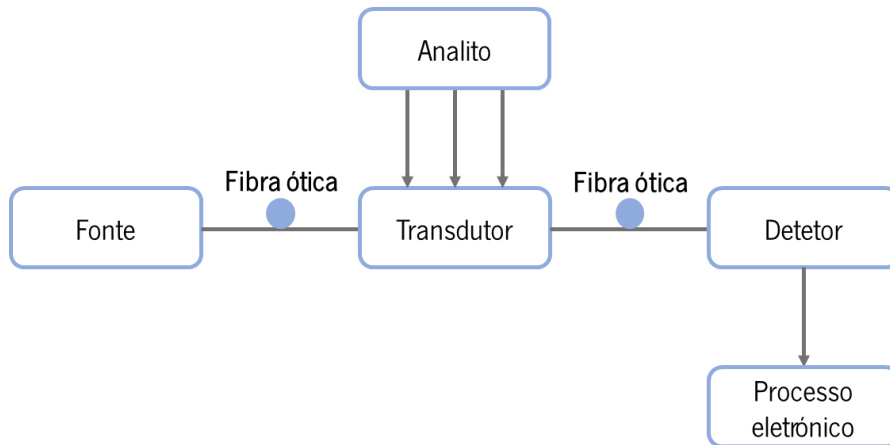 Analito
Fibra ótica
Fibra ótica
Fonte
Transdutor
Detetor
Processo
eletrónico